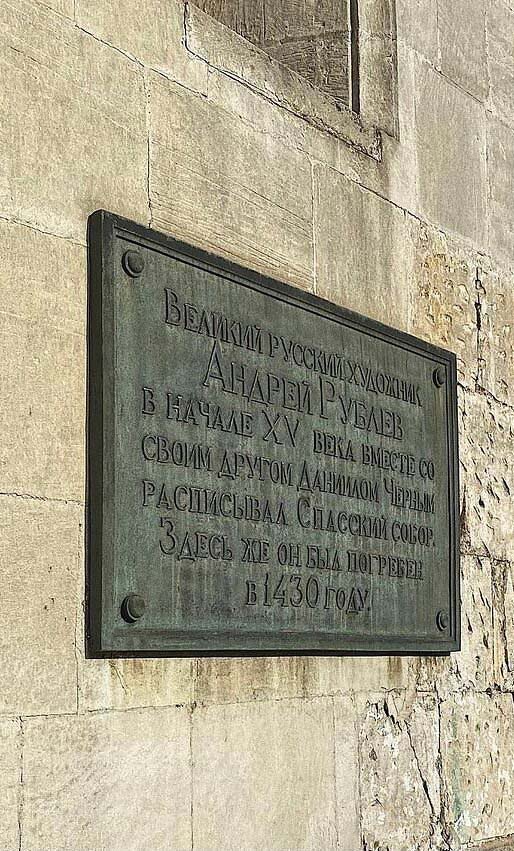 Великий русский художник
Андрей Рублев
в начале XV века вместе со
своим другом Даниилом Черным
расписывал Спасский собор.
Здесь же он был погребен
в 1430 году.